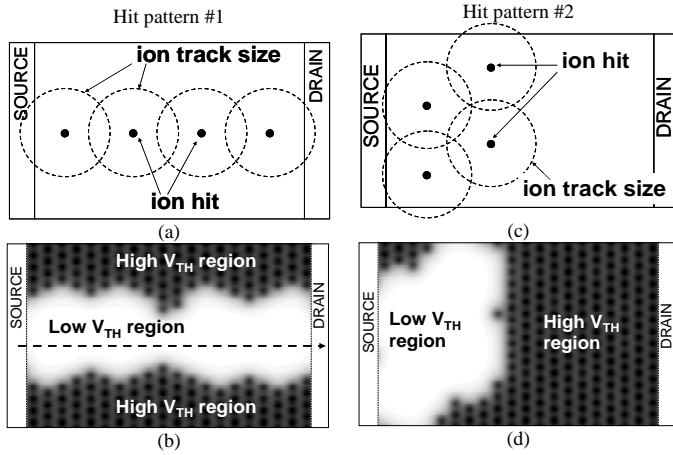 Hit pattern #1
SOURCE
ion track size
ion hit
DRAIN
(a)
SOURCE
High VTH region
Low VTH region
High VTH region
DRAIN
(b)
Hit pattern #2
SOURCE
ion hit
ion track size
DRAIN
(c)
SOURCE
Low VTH
region
High VTH
region
DRAIN
(d)